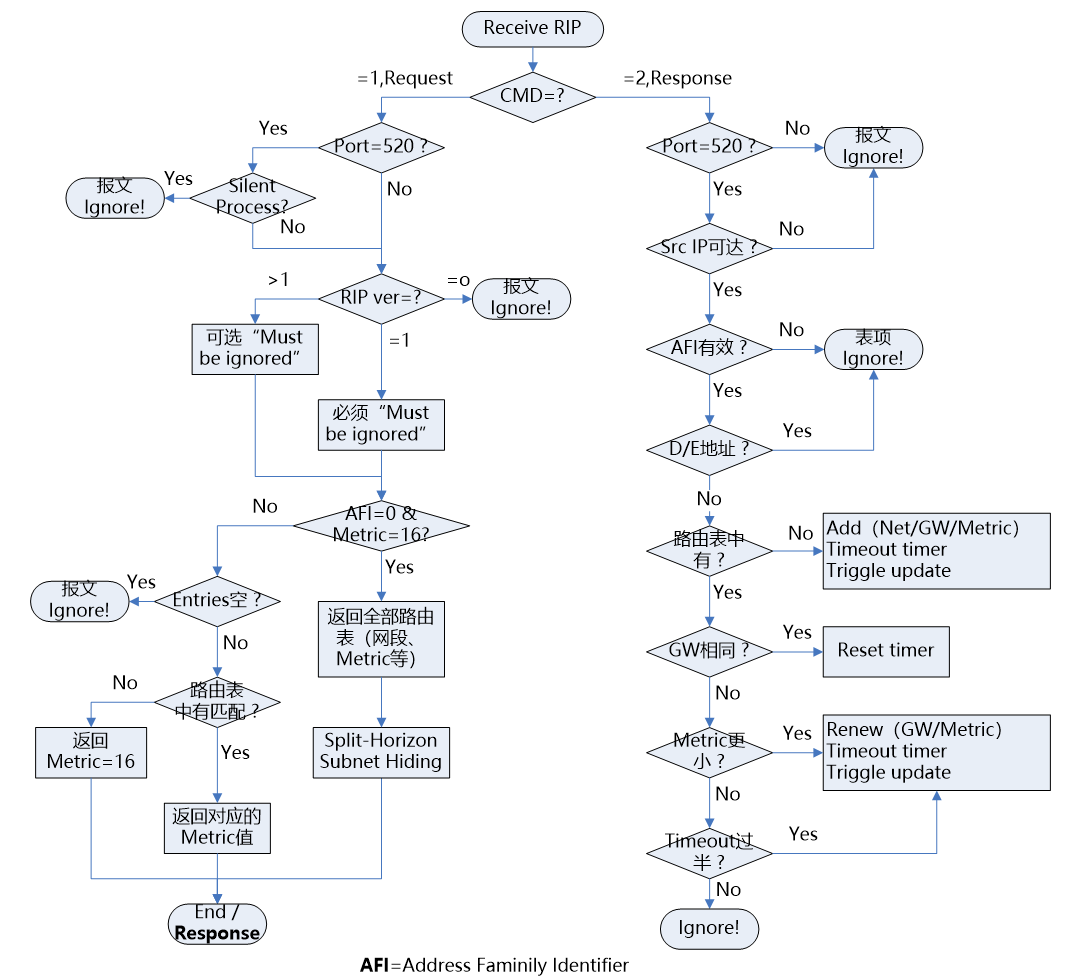 Receive RIP
CMD=?
=1,Request
=2,Response
Port=520 ?
Yes
No
Silent
Process?
Yes
报文
Ignore!
No
RIP ver=?
>1
=o
报文
Ignore!
=1
可选“Must
be ignored”
必须“Must
be ignored”
AFI=0 &
Metric=16?
No
Yes
Entries空 ?
Yes
报文
Ignore!
No
路由表
中有匹配 ?
No
返回
Metric=16
Yes
返回对应的
Metric值
返回全部路由
表（网段、
Metric等）
Split-Horizon
Subnet Hiding
End /
Response
Port=520 ?
No
报文
Ignore!
Yes
Src IP可达 ?
No
Yes
AFI有效 ?
No
表项
Ignore!
Yes
D/E地址 ?
Yes
No
路由表中
有 ?
No
Add（Net/GW/Metric）
Timeout timer
Triggle update
Yes
GW相同 ?
Yes
Reset timer
No
Metric更
小 ?
Yes
Renew（GW/Metric）
Timeout timer
Triggle update
No
Timeout过
半 ?
Yes
No
Ignore!
AFI=Address Faminily Identifier